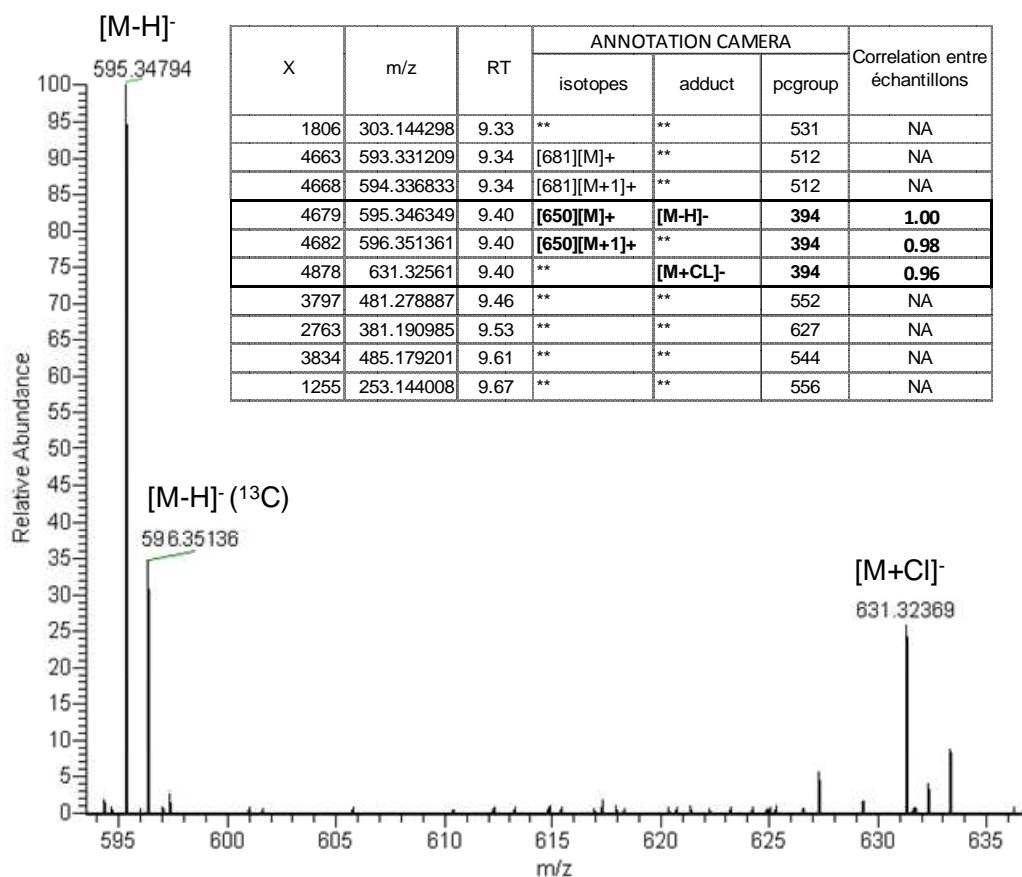 [M-H]-
595.34794
X m/z RT ANNOTATION CAMERA Correlation entre échantillons
isotopes adduct pcgroup
1806 303.144298 9.33 ** ** 531 NA
4663 593.331209 9.34 [681][M]+ ** 512 NA
4668 594.336833 9.34 [681][M+1]+ ** 512 NA
4679 595.346349 9.40 [650][M]+ [M-H]- 394 1.00
4682 596.351361 9.40 [650][M+1]+ ** 394 0.98
4878 631.32561 9.40 ** [M+CL]- 394 0.96
3797 481.278887 9.46 ** ** 552 NA
2763 381.190985 9.53 ** ** 627 NA
3834 485.179201 9.61 ** ** 544 NA
1255 253.144008 9.67 ** ** 556 NA
[M-H]- (13C)
596.35136
[M+Cl]-
631.32369
Relative Abundance
100
95
90
85
80
75
70
65
60
55
50
45
40
35
30
25
20
15
10
5
0
595 600 605 610 615 620 625 630 635
m/z